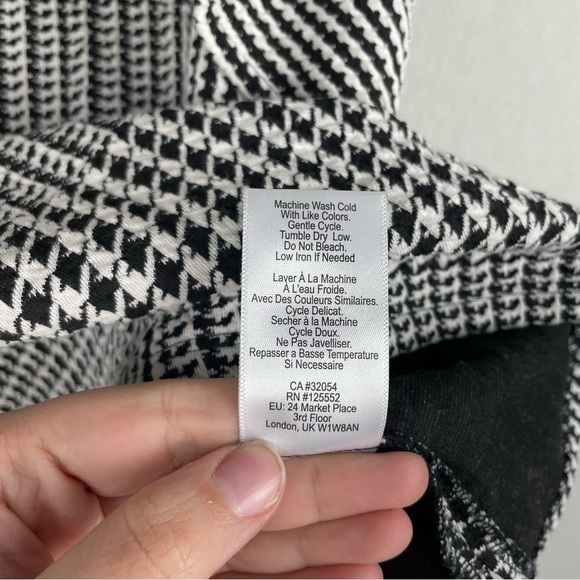 Machine Wash Cold
With Like Colors.
Gentle Cycle.
Tumble Dry Low.
Do Not Bleach.
Low Iron If Needed
Layer À La Machine
A L'eau Froide.
Avec Des Couleurs Similaires.
Cycle Delicat.
Secher à la Machine
Cycle Doux.
Ne Pas Javelliser.
Repasser a Basse Temperature
Si Necessaire
CA #32054
RN #125552
EU: 24 Market Place
3rd Floor
London, UK W1W8AN